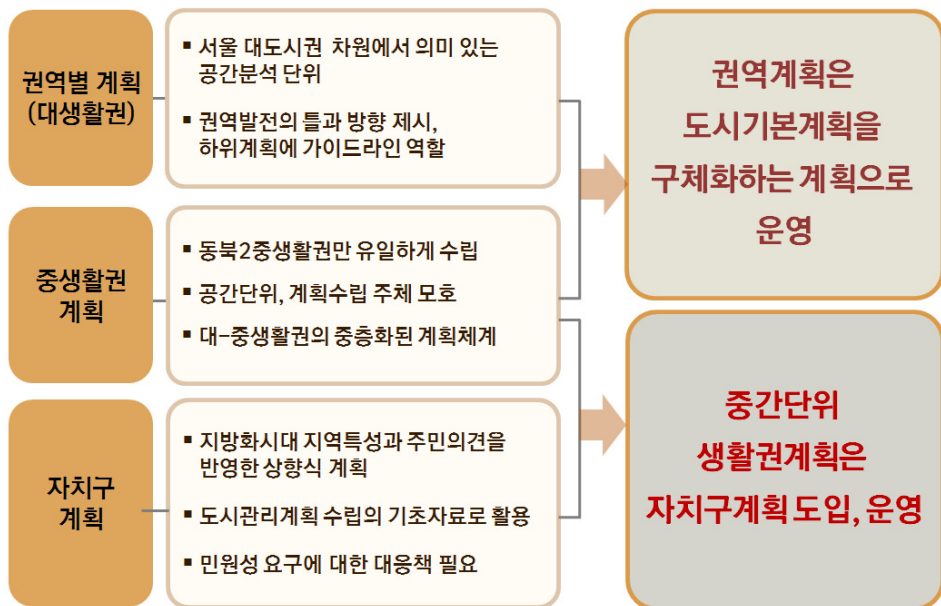 권역별 계획
(대생활권)
▪ 서울 대도시권 차원에서 의미 있는
공간분석 단위
▪ 권역발전의 틀과 방향 제시,
하위계획에 가이드라인 역할
권역계획은
도시기본계획을
구체화하는 계획으로
운영
중생활권
계획
▪ 동북2중생활권만 유일하게 수립
▪ 공간단위, 계획수립 주체 모호
▪ 대-중생활권의 중층화된 계획체계
자치구
계획
▪ 지방화시대 지역특성과 주민의견을
반영한 상향식 계획
▪ 도시관리계획 수립의 기초자료로 활용
▪ 민원성 요구에 대한 대응책 필요
중간단위
생활권계획은
자치구계획 도입, 운영